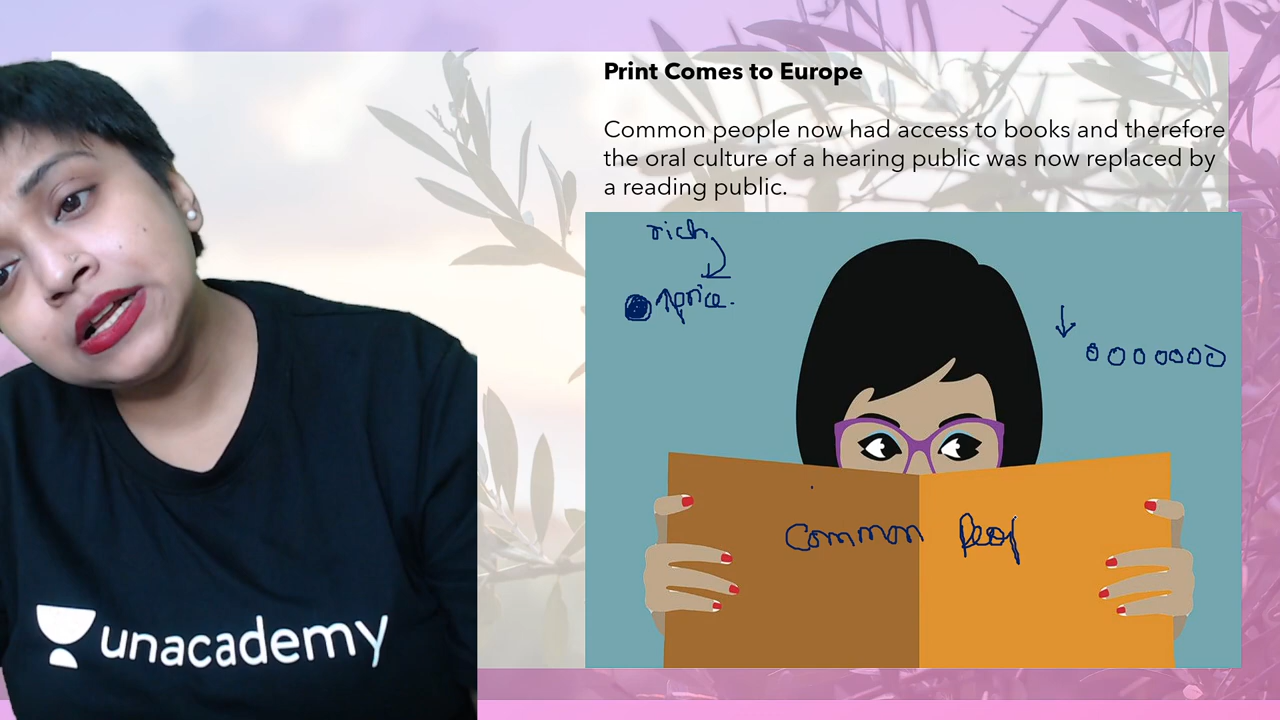 Print Comes to Europe
Common people now had access to books and therefore
the oral culture of a hearing public was now replaced by
a reading public.
rich
↑price.
Common Peop
unacademy